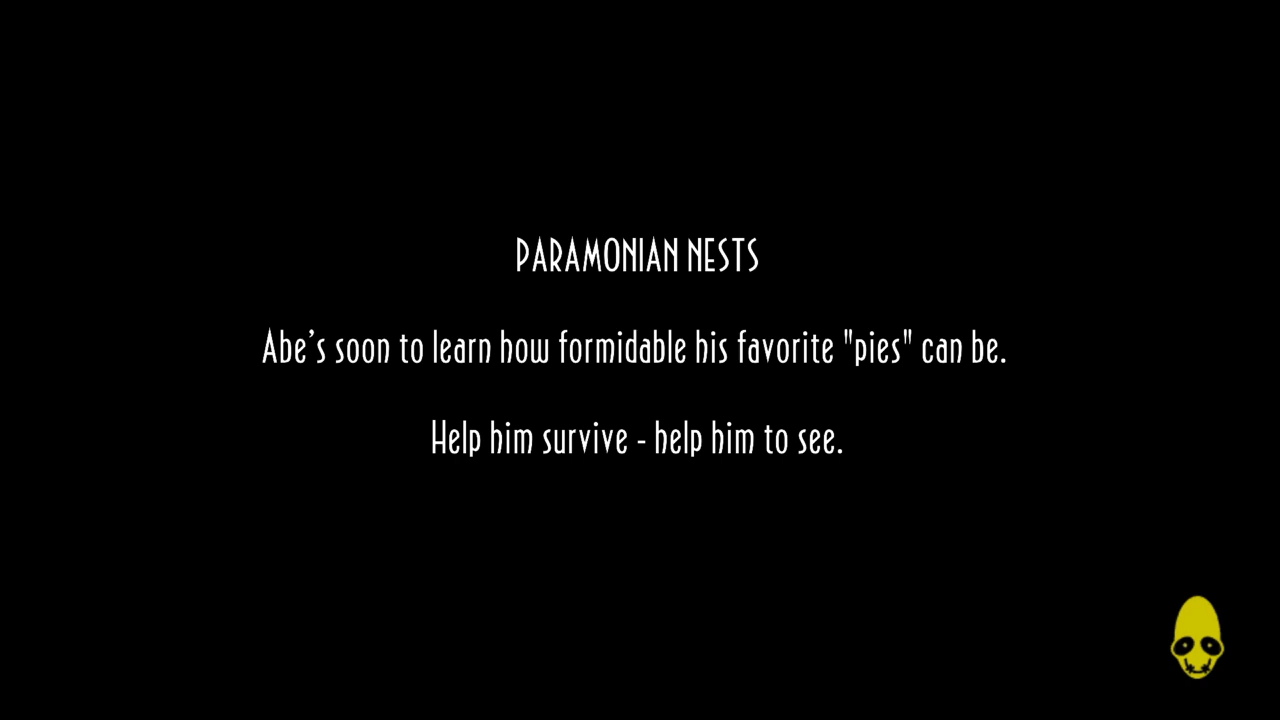 PARAMONIAN NESTS
Abe’s soon to learn how formidable his favorite "pies" can be.
Help him survive - help him to see.